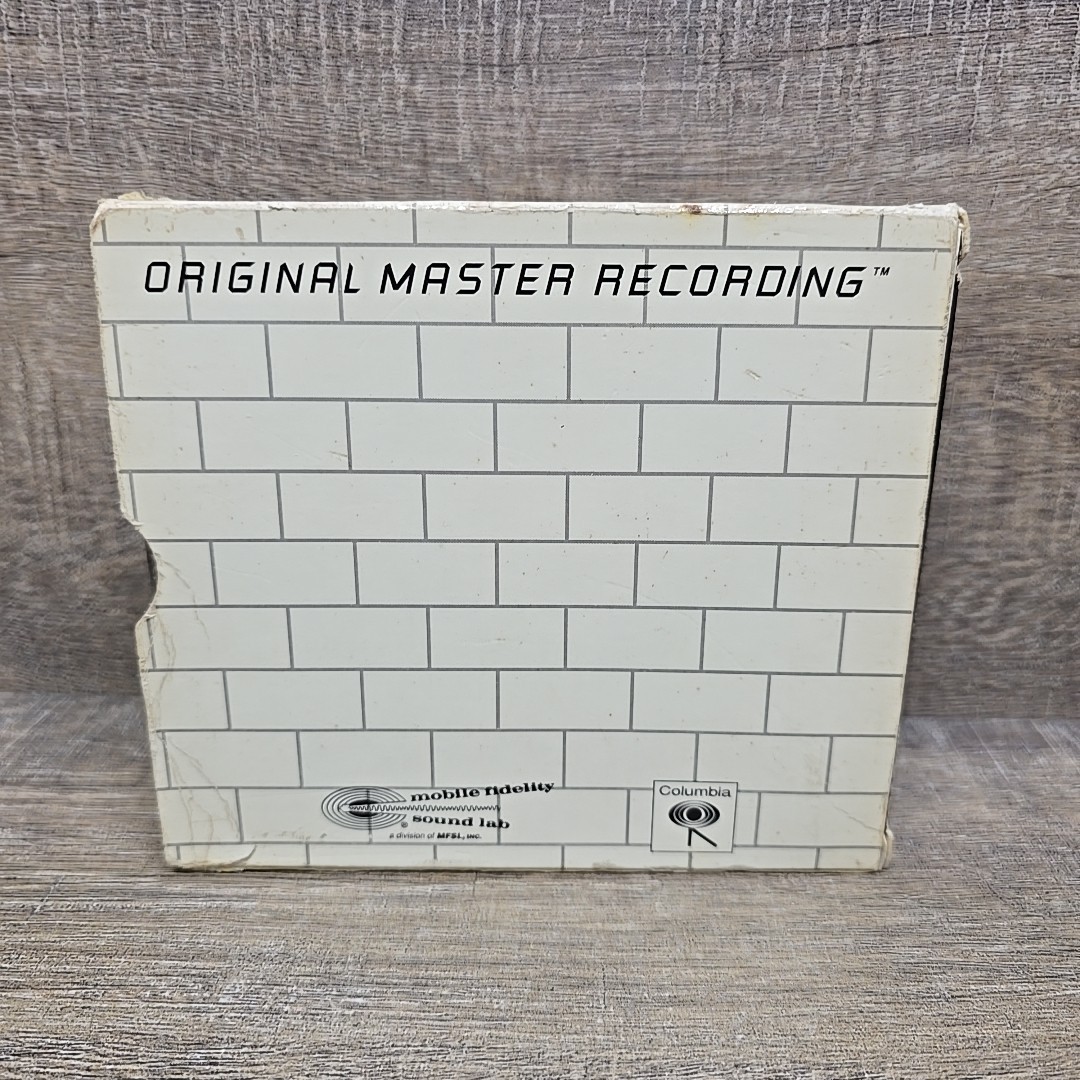 ORIGINAL MASTER RECORDING™
mobile fidelity
sound lab
®
a division of MFSL, INC.
Columbia